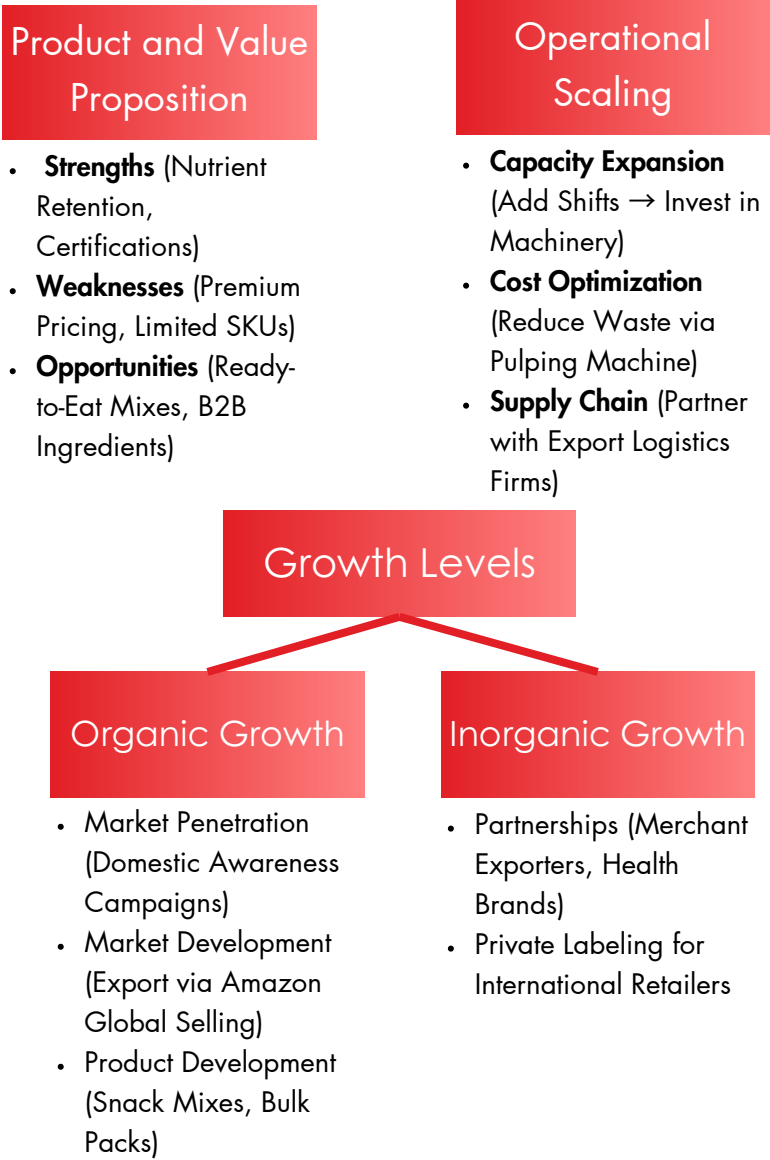 Product and Value
Proposition
• Strengths (Nutrient
Retention,
Certifications)
• Weaknesses (Premium
Pricing, Limited SKUs)
• Opportunities (Ready-
to-Eat Mixes, B2B
Ingredients)
Operational
Scaling
• Capacity Expansion
(Add Shifts → Invest in
Machinery)
• Cost Optimization
(Reduce Waste via
Pulping Machine)
• Supply Chain (Partner
with Export Logistics
Firms)
Growth Levels
Organic Growth
• Market Penetration
(Domestic Awareness
Campaigns)
• Market Development
(Export via Amazon
Global Selling)
• Product Development
(Snack Mixes, Bulk
Packs)
Inorganic Growth
• Partnerships (Merchant
Exporters, Health
Brands)
• Private Labeling for
International Retailers